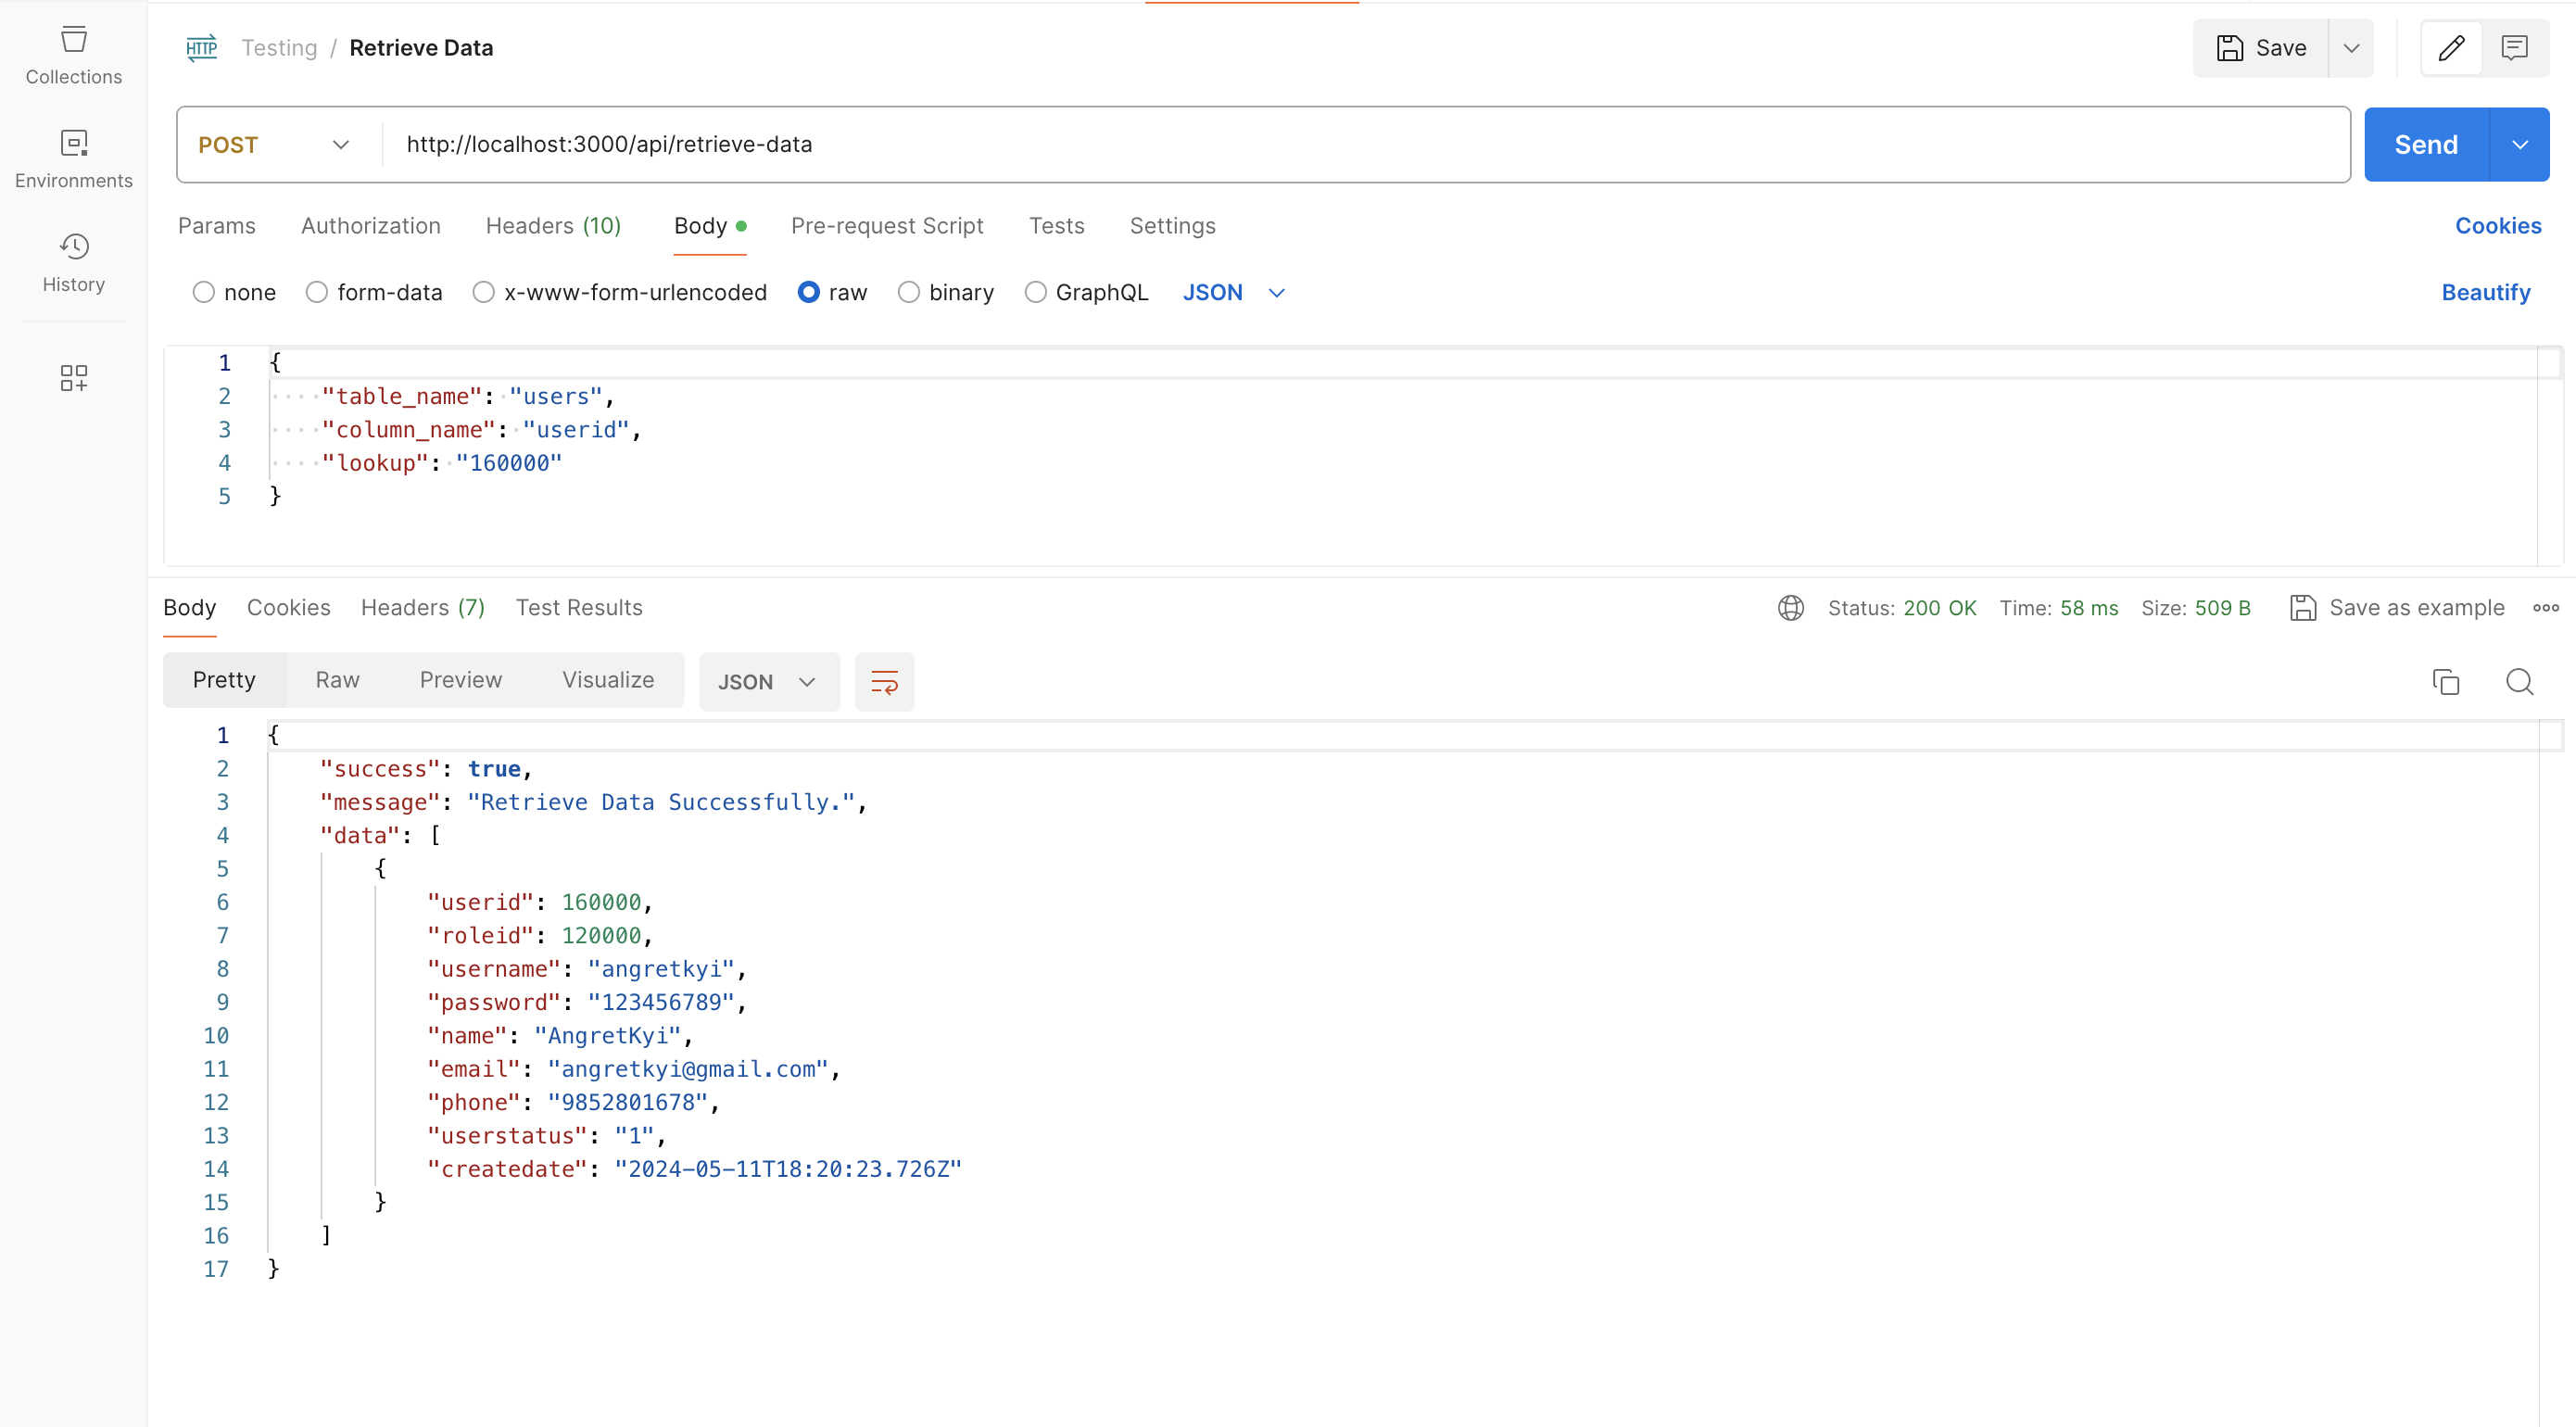 Collections
Environments
History
HTTP Testing / Retrieve Data
Save
POST http://localhost:3000/api/retrieve-data Send
Params Authorization Headers (10) Body Pre-request Script Tests Settings Cookies
none form-data x-www-form-urlencoded raw binary GraphQL JSON Beautify
1 {
2 "table_name": "users",
3 "column_name": "userid",
4 "lookup": "160000"
5 }
Body Cookies Headers (7) Test Results Status: 200 OK Time: 58 ms Size: 509 B Save as example
Pretty Raw Preview Visualize JSON
1 {
2 "success": true,
3 "message": "Retrieve Data Successfully.",
4 "data": [
5 {
6 "userid": 160000,
7 "roleid": 120000,
8 "username": "angretkyi",
9 "password": "123456789",
10 "name": "AngretKyi",
11 "email": "angretkyi@gmail.com",
12 "phone": "9852801678",
13 "userstatus": "1",
14 "createdate": "2024-05-11T18:20:23.726Z"
15 }
16 ]
17 }